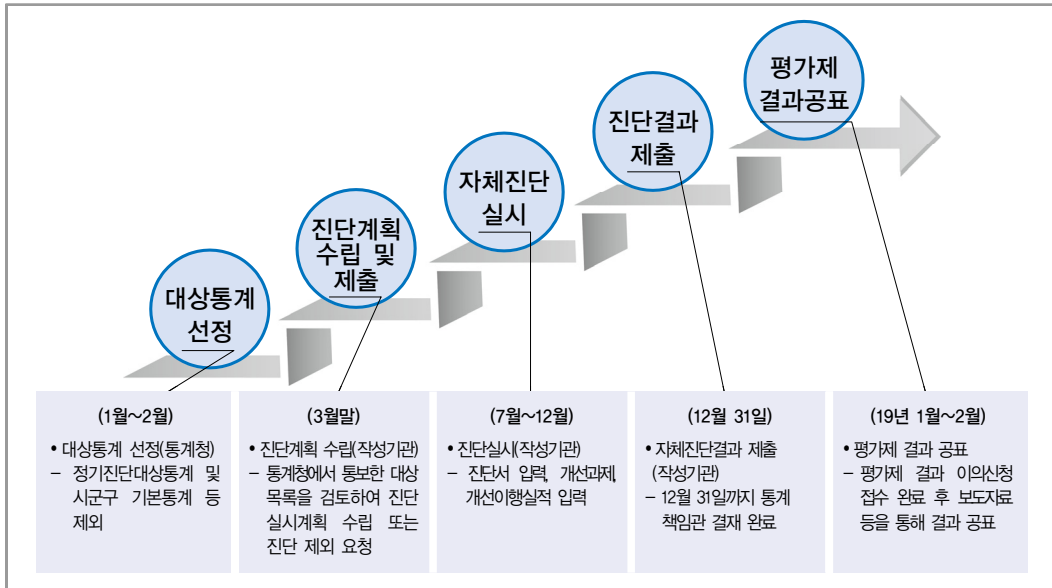 평가제
결과공표
진단결과
제출
자체진단
실시
진단계획
수립 및
제출
대상통계
선정
(1월~2월)
• 대상통계 선정(통계청)
– 정기진단대상통계 및
시군구 기본통계 등
제외
(3월말)
• 진단계획 수립(작성기관)
– 통계청에서 통보한 대상
목록을 검토하여 진단
실시계획 수립 또는
진단 제외 요청
(7월~12월)
• 진단실시(작성기관)
– 진단서 입력, 개선과제,
개선이행실적 입력
(12월 31일)
• 자체진단결과 제출
(작성기관)
– 12월 31일까지 통계
책임관 결재 완료
(19년 1월~2월)
• 평가제 결과 공표
– 평가제 결과 이의신청
접수 완료 후 보도자료
등을 통해 결과 공표